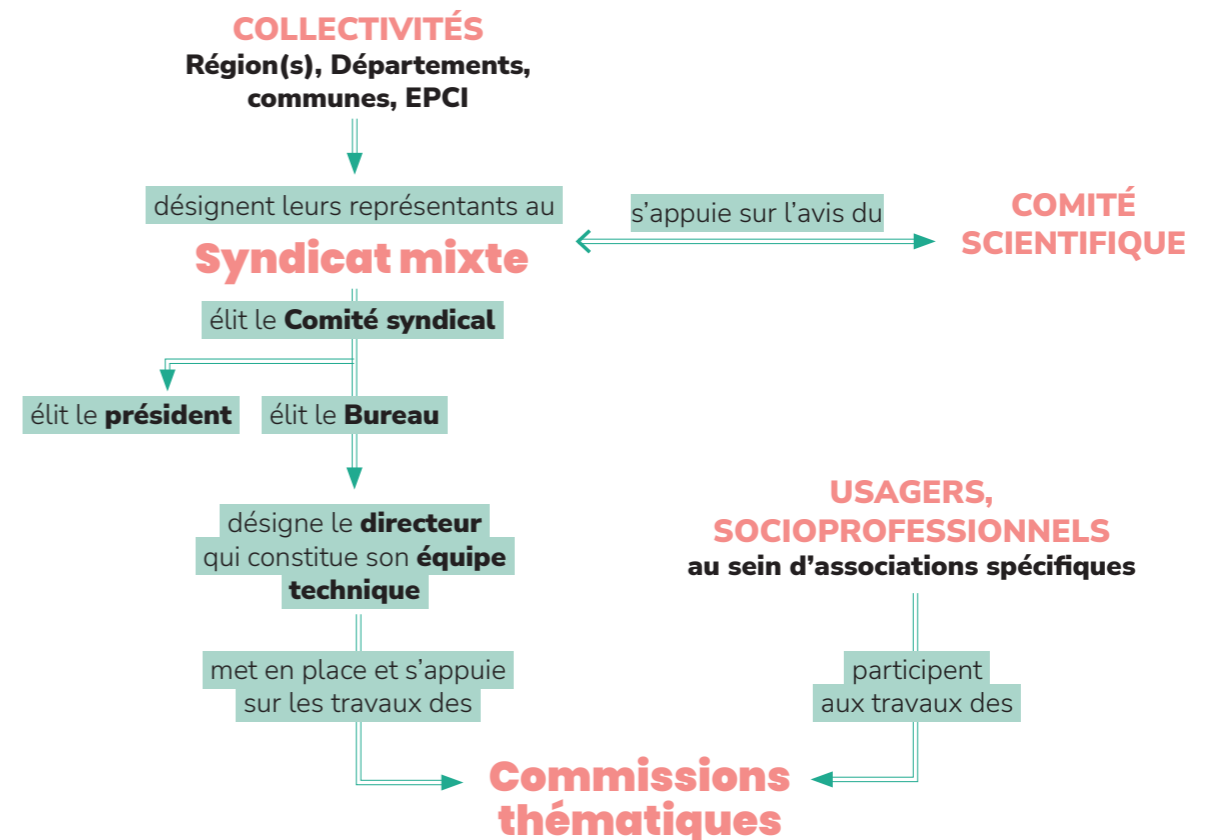 COLLECTIVITÉS
Région(s), Départements,
communes, EPCI
désignent leurs représentants au
Syndicat mixte
s’appuie sur l’avis du
COMITÉ
SCIENTIFIQUE
élit le Comité syndical
élit le président
élit le Bureau
désigne le directeur
qui constitue son équipe
technique
met en place et s’appuie
sur les travaux des
USAGERS,
SOCIOPROFESSIONNELS
au sein d’associations spécifiques
participent
aux travaux des
Commissions
thématiques